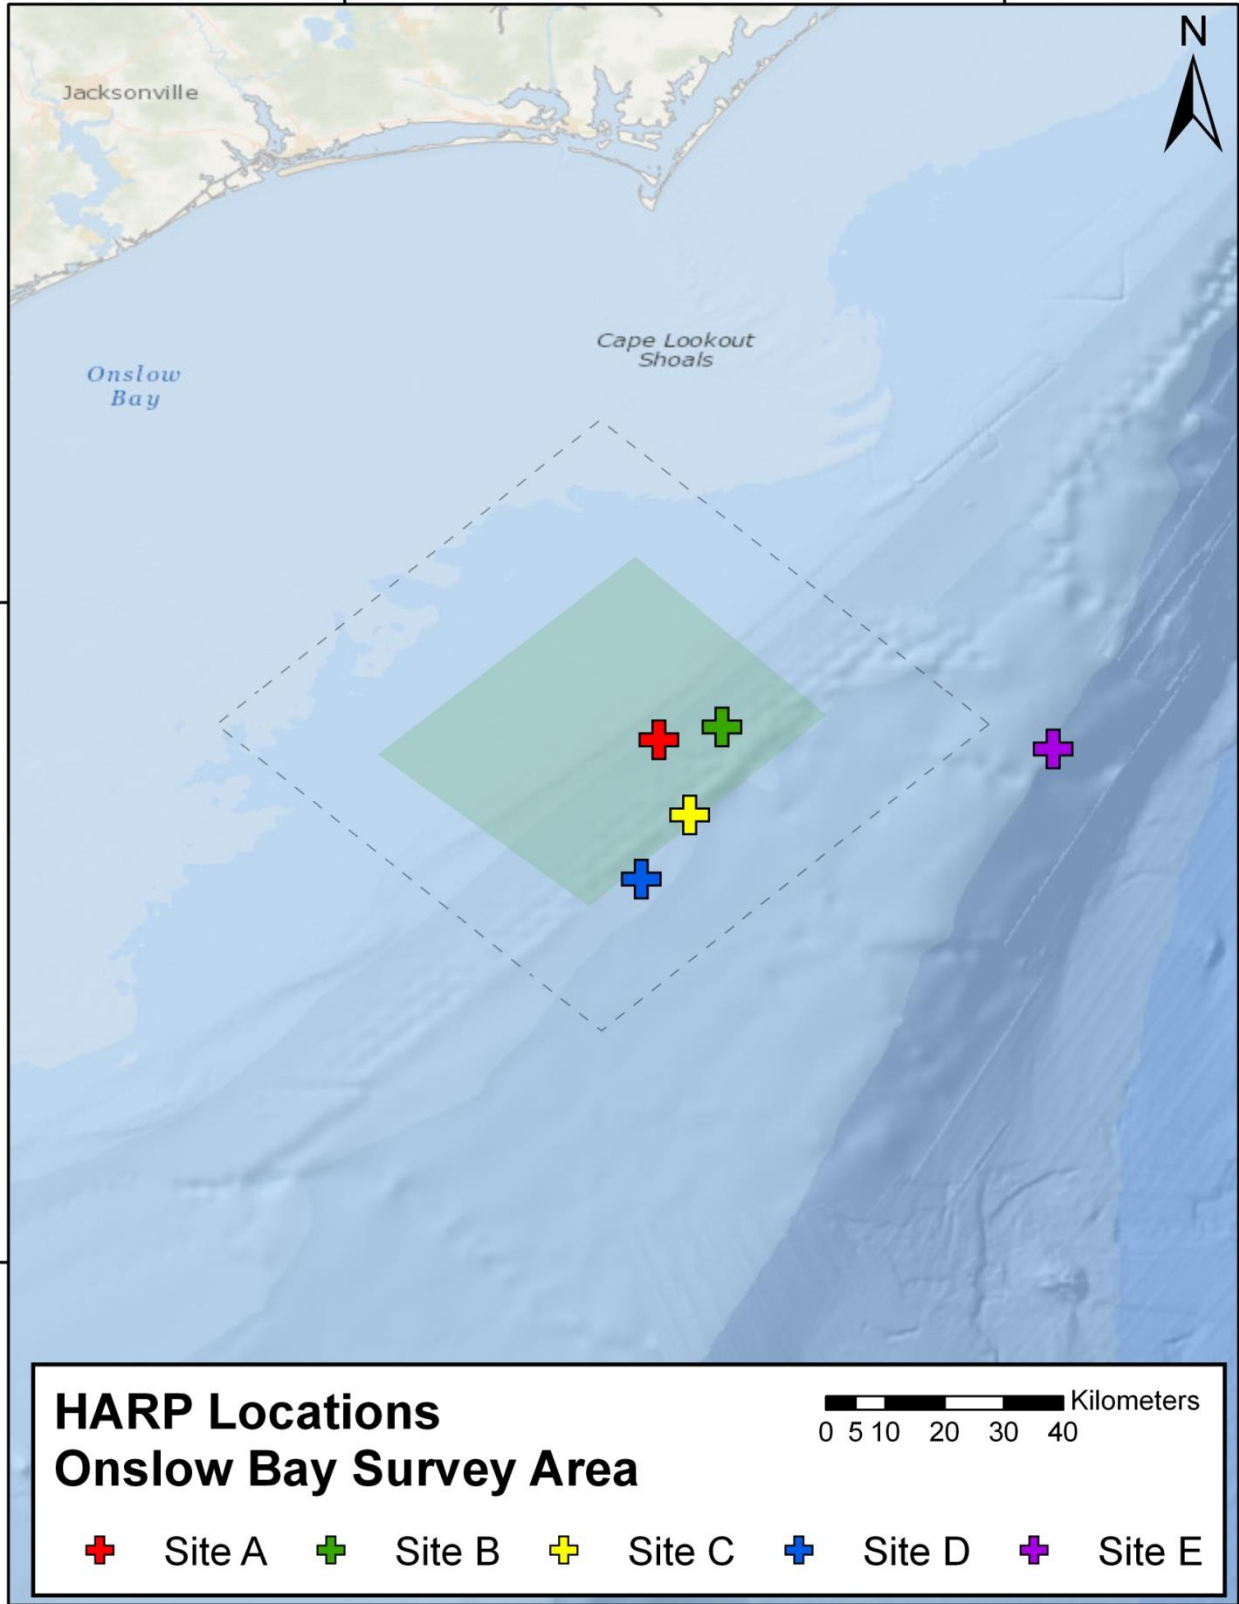 N
Jacksonville
Cape Lookout
Shoals
Onslow
Bay
HARP Locations
Onslow Bay Survey Area
Kilometers
0 5 10 20 30 40
Site A Site B Site C Site D Site E